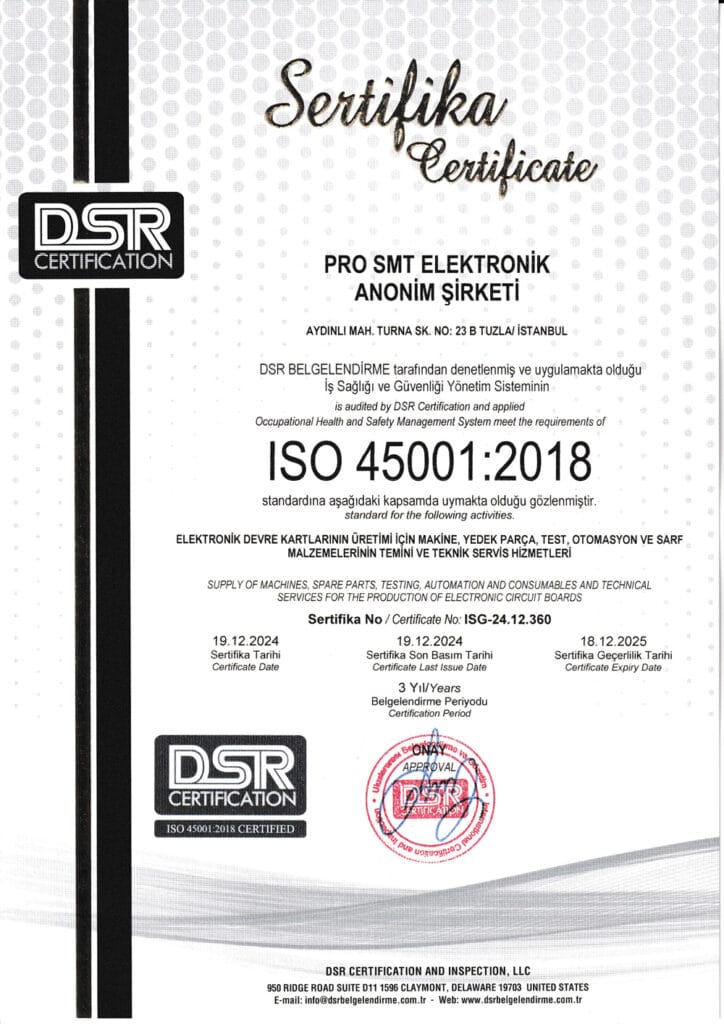 Sertifika
Certificate
DSR
CERTIFICATION
PRO SMT ELEKTRONİK
ANONİM ŞİRKETİ
AYDINLI MAH. TURNA SK. NO: 23 B TUZLA/ İSTANBUL
DSR BELGELENDİRME tarafından denetlenmiş ve uygulamakta olduğu
İş Sağlığı ve Güvenliği Yönetim Sisteminin
is audited by DSR Certification and applied
Occupational Health and Safety Management System meet the requirements of
ISO 45001:2018
standardına aşağıdaki kapsamda uymakta olduğu gözlenmiştir.
standard for the following activities.
ELEKTRONİK DEVRE KARTLARININ ÜRETİMİ İÇİN MAKİNE, YEDEK PARÇA, TEST, OTOMASYON VE SARF
MALZEMELERİNİN TEMİNİ VE TEKNİK SERVİS HİZMETLERİ
SUPPLY OF MACHINES, SPARE PARTS, TESTING, AUTOMATION AND CONSUMABLES AND TECHNICAL
SERVICES FOR THE PRODUCTION OF ELECTRONIC CIRCUIT BOARDS
Sertifika No / Certificate No: ISG-24.12.360
19.12.2024 19.12.2024 18.12.2025
Sertifika Tarihi Sertifika Son Basım Tarihi Sertifika Geçerlilik Tarihi
Certificate Date Certificate Last Issue Date Certificate Expiry Date
3 Yıl/Years
Belgelendirme Periyodu
Certification Period
DSR
CERTIFICATION
ISO 45001:2018 CERTIFIED
ONAY
APPROVAL
Uluslararası Belgelendirme ve
DSR
CERTIFICATION
International Certification and Inspection
DSR CERTIFICATION AND INSPECTION, LLC
950 RIDGE ROAD SUITE D11 1596 CLAYMONT, DELAWARE 19703 UNITED STATES
E-mail: info@dsrbelgelendirme.com.tr - Web: www.dsrbelgelendirme.com.tr